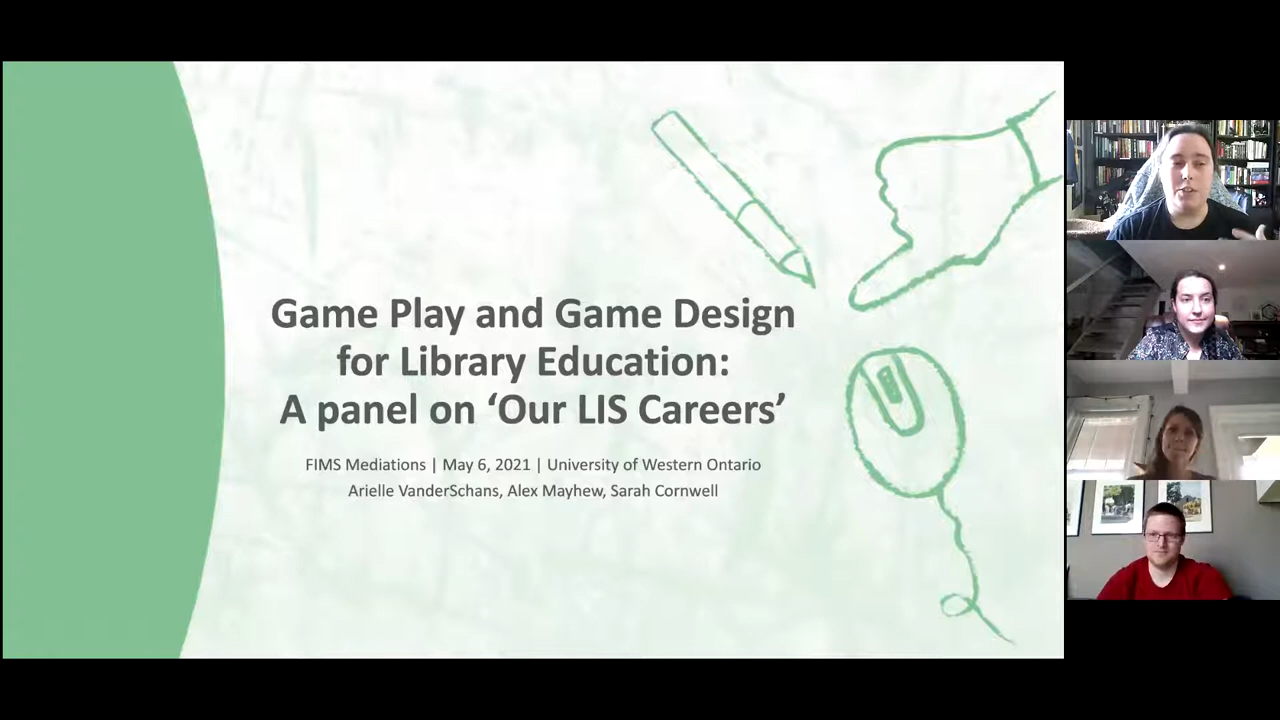 Game Play and Game Design
for Library Education:
A panel on ‘Our LIS Careers’
FIMS Mediations | May 6, 2021 | University of Western Ontario
Arielle VanderSchans, Alex Mayhew, Sarah Cornwell